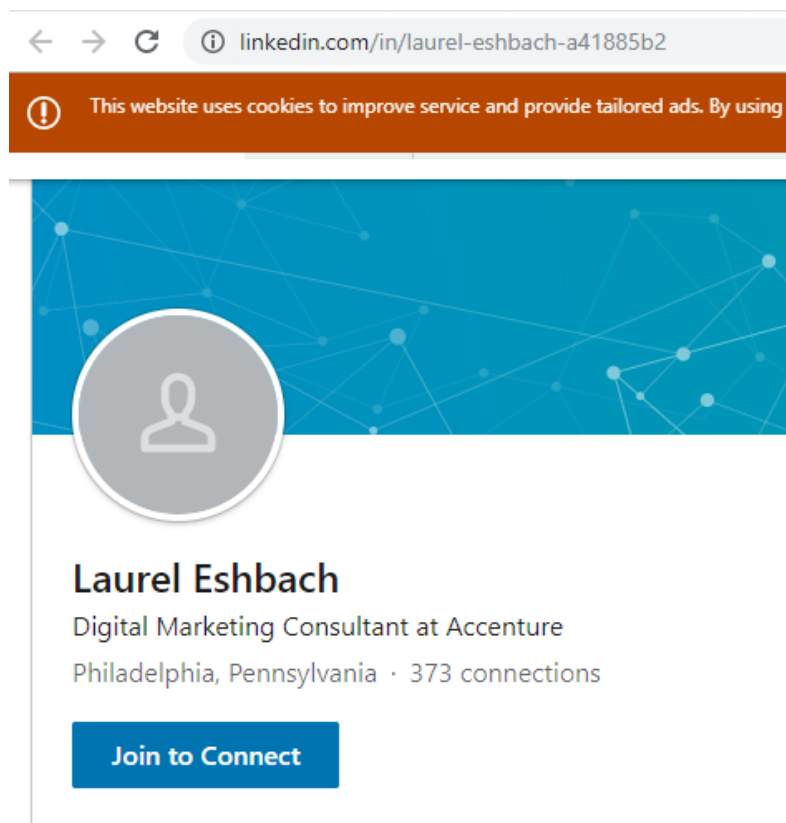 linkedin.com/in/laurel-eshbach-a41885b2
This website uses cookies to improve service and provide tailored ads. By using
Laurel Eshbach
Digital Marketing Consultant at Accenture
Philadelphia, Pennsylvania · 373 connections
Join to Connect